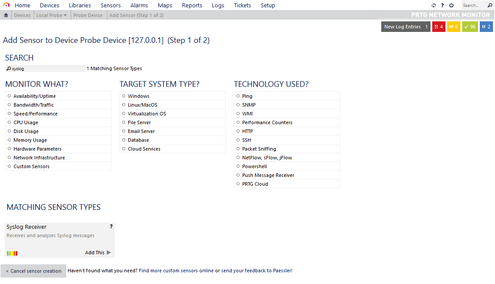 Home Devices Libraries Sensors Alarms Maps Reports Logs Tickets Setup Search...
Devices Local Probe Probe Device Add Sensor (Step 1 of 2) PRTG NETWORK MONITOR
New Log Entries 1 4 6 96 2
Add Sensor to Device Probe Device [127.0.0.1] (Step 1 of 2)
SEARCH
syslog 1 Matching Sensor Types
MONITOR WHAT?
Availability/Uptime
Bandwidth/Traffic
Speed/Performance
CPU Usage
Disk Usage
Memory Usage
Hardware Parameters
Network Infrastructure
Custom Sensors
TARGET SYSTEM TYPE?
Windows
Linux/MacOS
Virtualization OS
File Server
Email Server
Database
Cloud Services
TECHNOLOGY USED?
Ping
SNMP
WMI
Performance Counters
HTTP
SSH
Packet Sniffing
NetFlow, sFlow, jFlow
Powershell
Push Message Receiver
PRTG Cloud
MATCHING SENSOR TYPES
Syslog Receiver ?
Receives and analyzes Syslog messages
Add This
< Cancel sensor creation Haven't found what you need? Find more custom sensors online or send your feedback to Paessler!